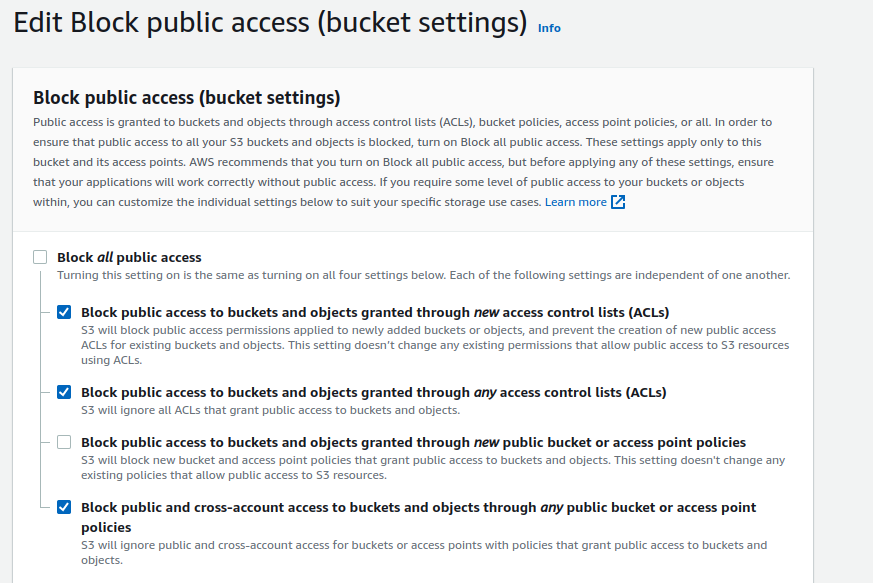 Edit Block public access (bucket settings) Info
Block public access (bucket settings)
Public access is granted to buckets and objects through access control lists (ACLs), bucket policies, access point policies, or all. In order to
ensure that public access to all your S3 buckets and objects is blocked, turn on Block all public access. These settings apply only to this
bucket and its access points. AWS recommends that you turn on Block all public access, but before applying any of these settings, ensure
that your applications will work correctly without public access. If you require some level of public access to your buckets or objects
within, you can customize the individual settings below to suit your specific storage use cases. Learn more
Block all public access
Turning this setting on is the same as turning on all four settings below. Each of the following settings are independent of one another.
Block public access to buckets and objects granted through new access control lists (ACLs)
S3 will block public access permissions applied to newly added buckets or objects, and prevent the creation of new public access
ACLs for existing buckets and objects. This setting doesn't change any existing permissions that allow public access to S3 resources
using ACLs.
Block public access to buckets and objects granted through any access control lists (ACLs)
S3 will ignore all ACLs that grant public access to buckets and objects.
Block public access to buckets and objects granted through new public bucket or access point policies
S3 will block new bucket and access point policies that grant public access to buckets and objects. This setting doesn't change any
existing policies that allow public access to S3 resources.
Block public and cross-account access to buckets and objects through any public bucket or access point
policies
S3 will ignore public and cross-account access for buckets or access points with policies that grant public access to buckets and
objects.